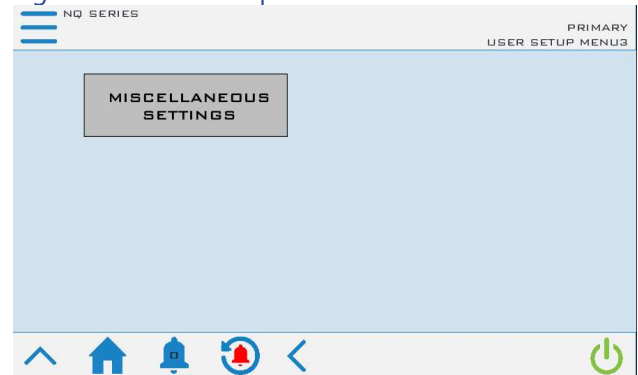 NQ SERIES
PRIMARY
USER SETUP MENU3
MISCELLANEOUS
SETTINGS